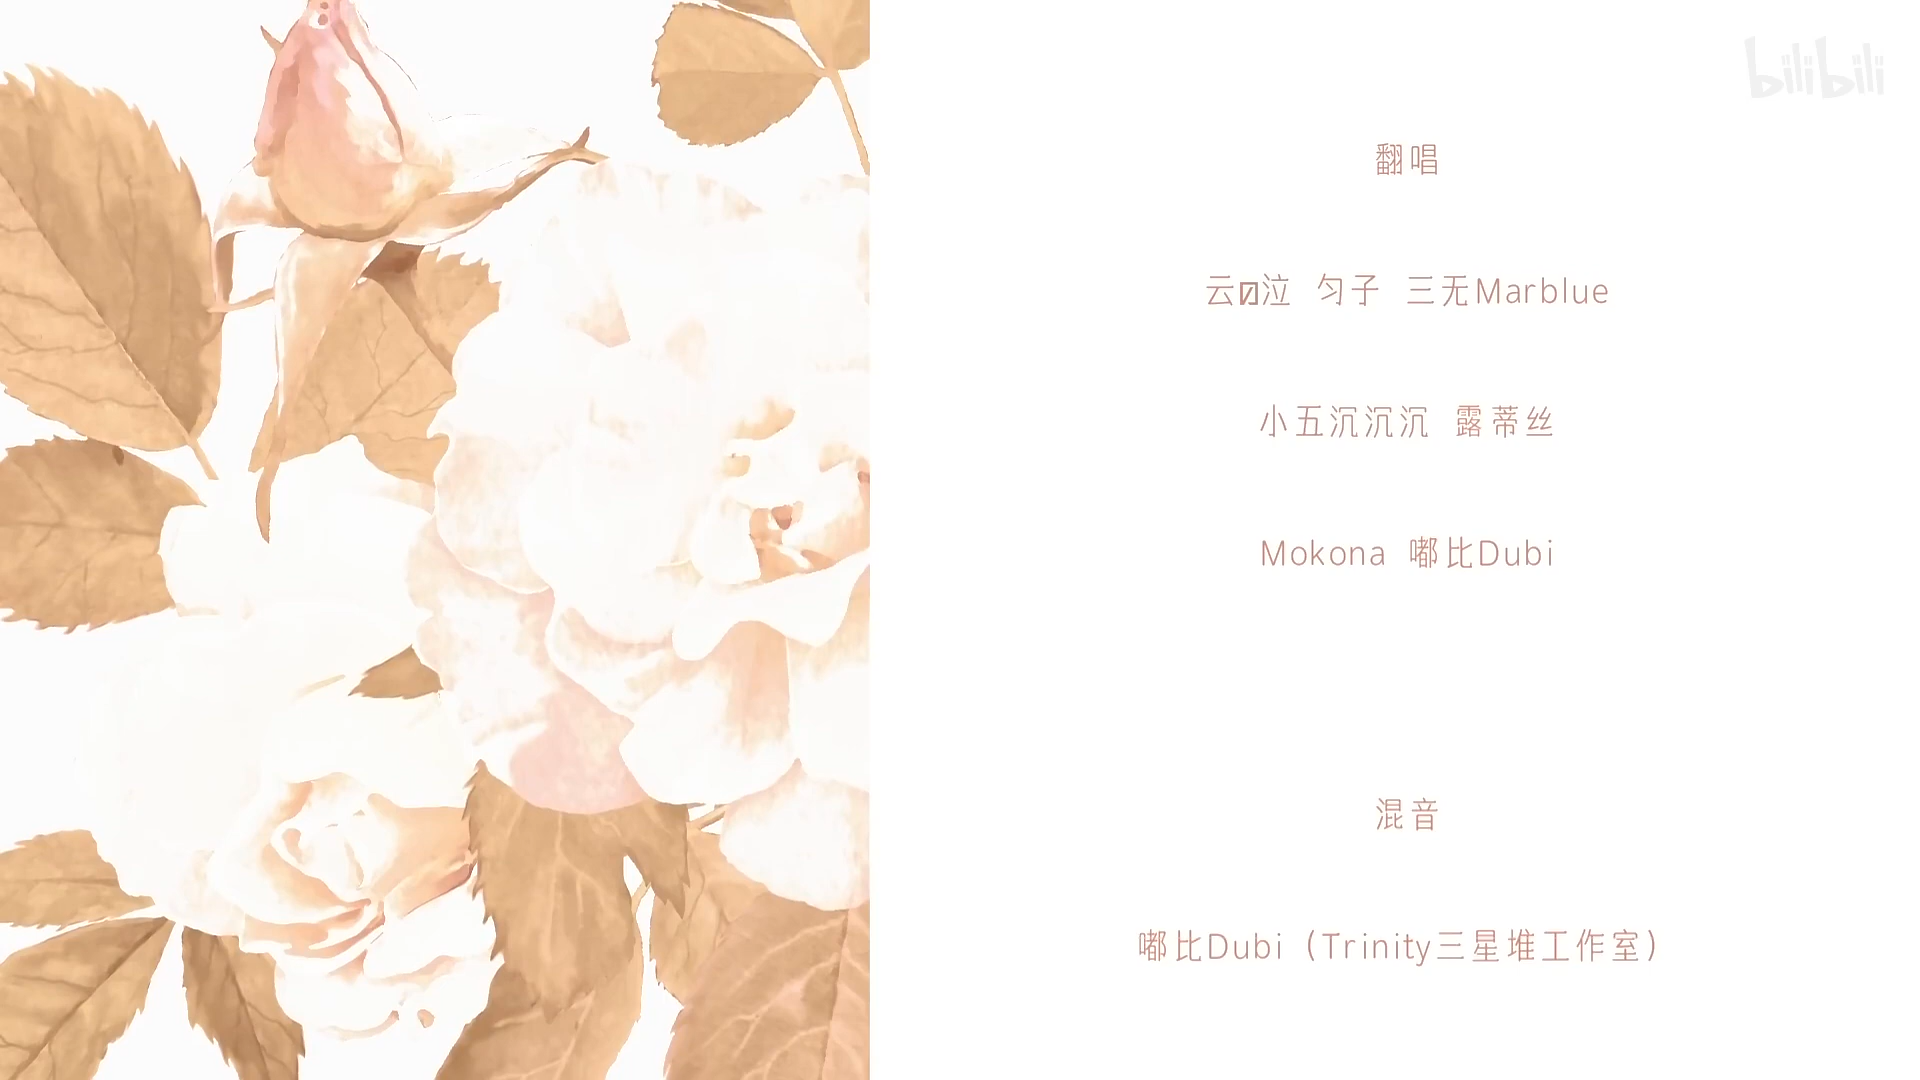 bilibili
翻唱
云泣 匀子 三无Marblue
小五沉沉沉 露蒂丝
Mokona 嘟比Dubi
混音
嘟比Dubi（Trinity三星堆工作室）